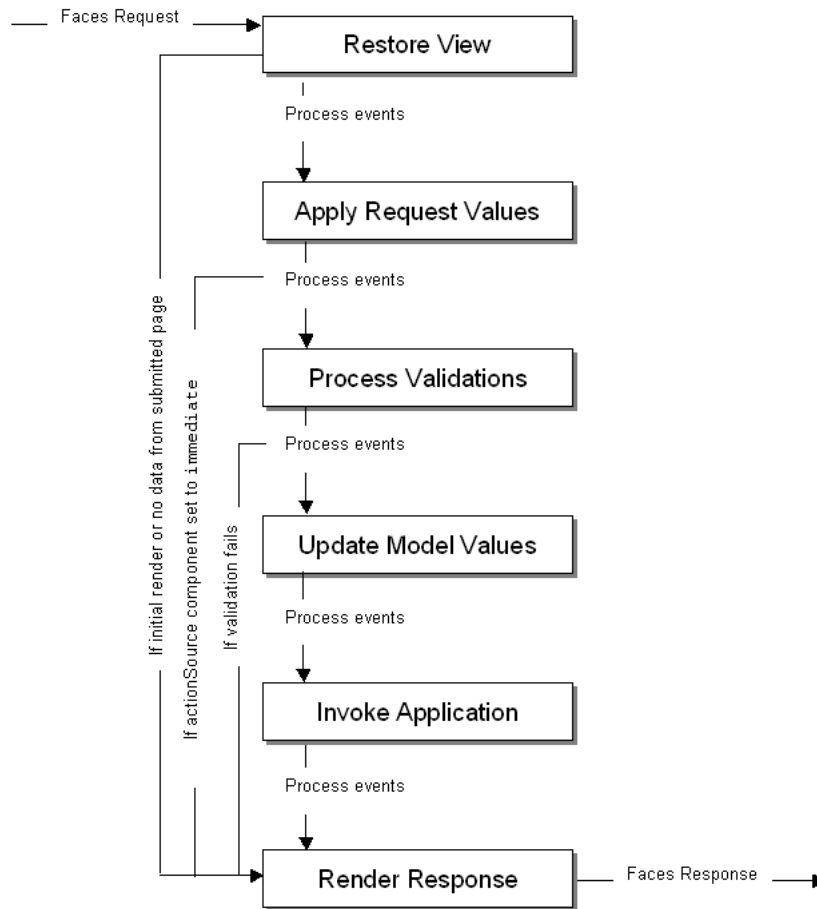 Faces Request
Restore View
Process events
Apply Request Values
Process events
Process Validations
Process events
Update Model Values
Process events
Invoke Application
Process events
Render Response
Faces Response
If initial render or no data from submitted page
If actionSource component set to immediate
If validation fails